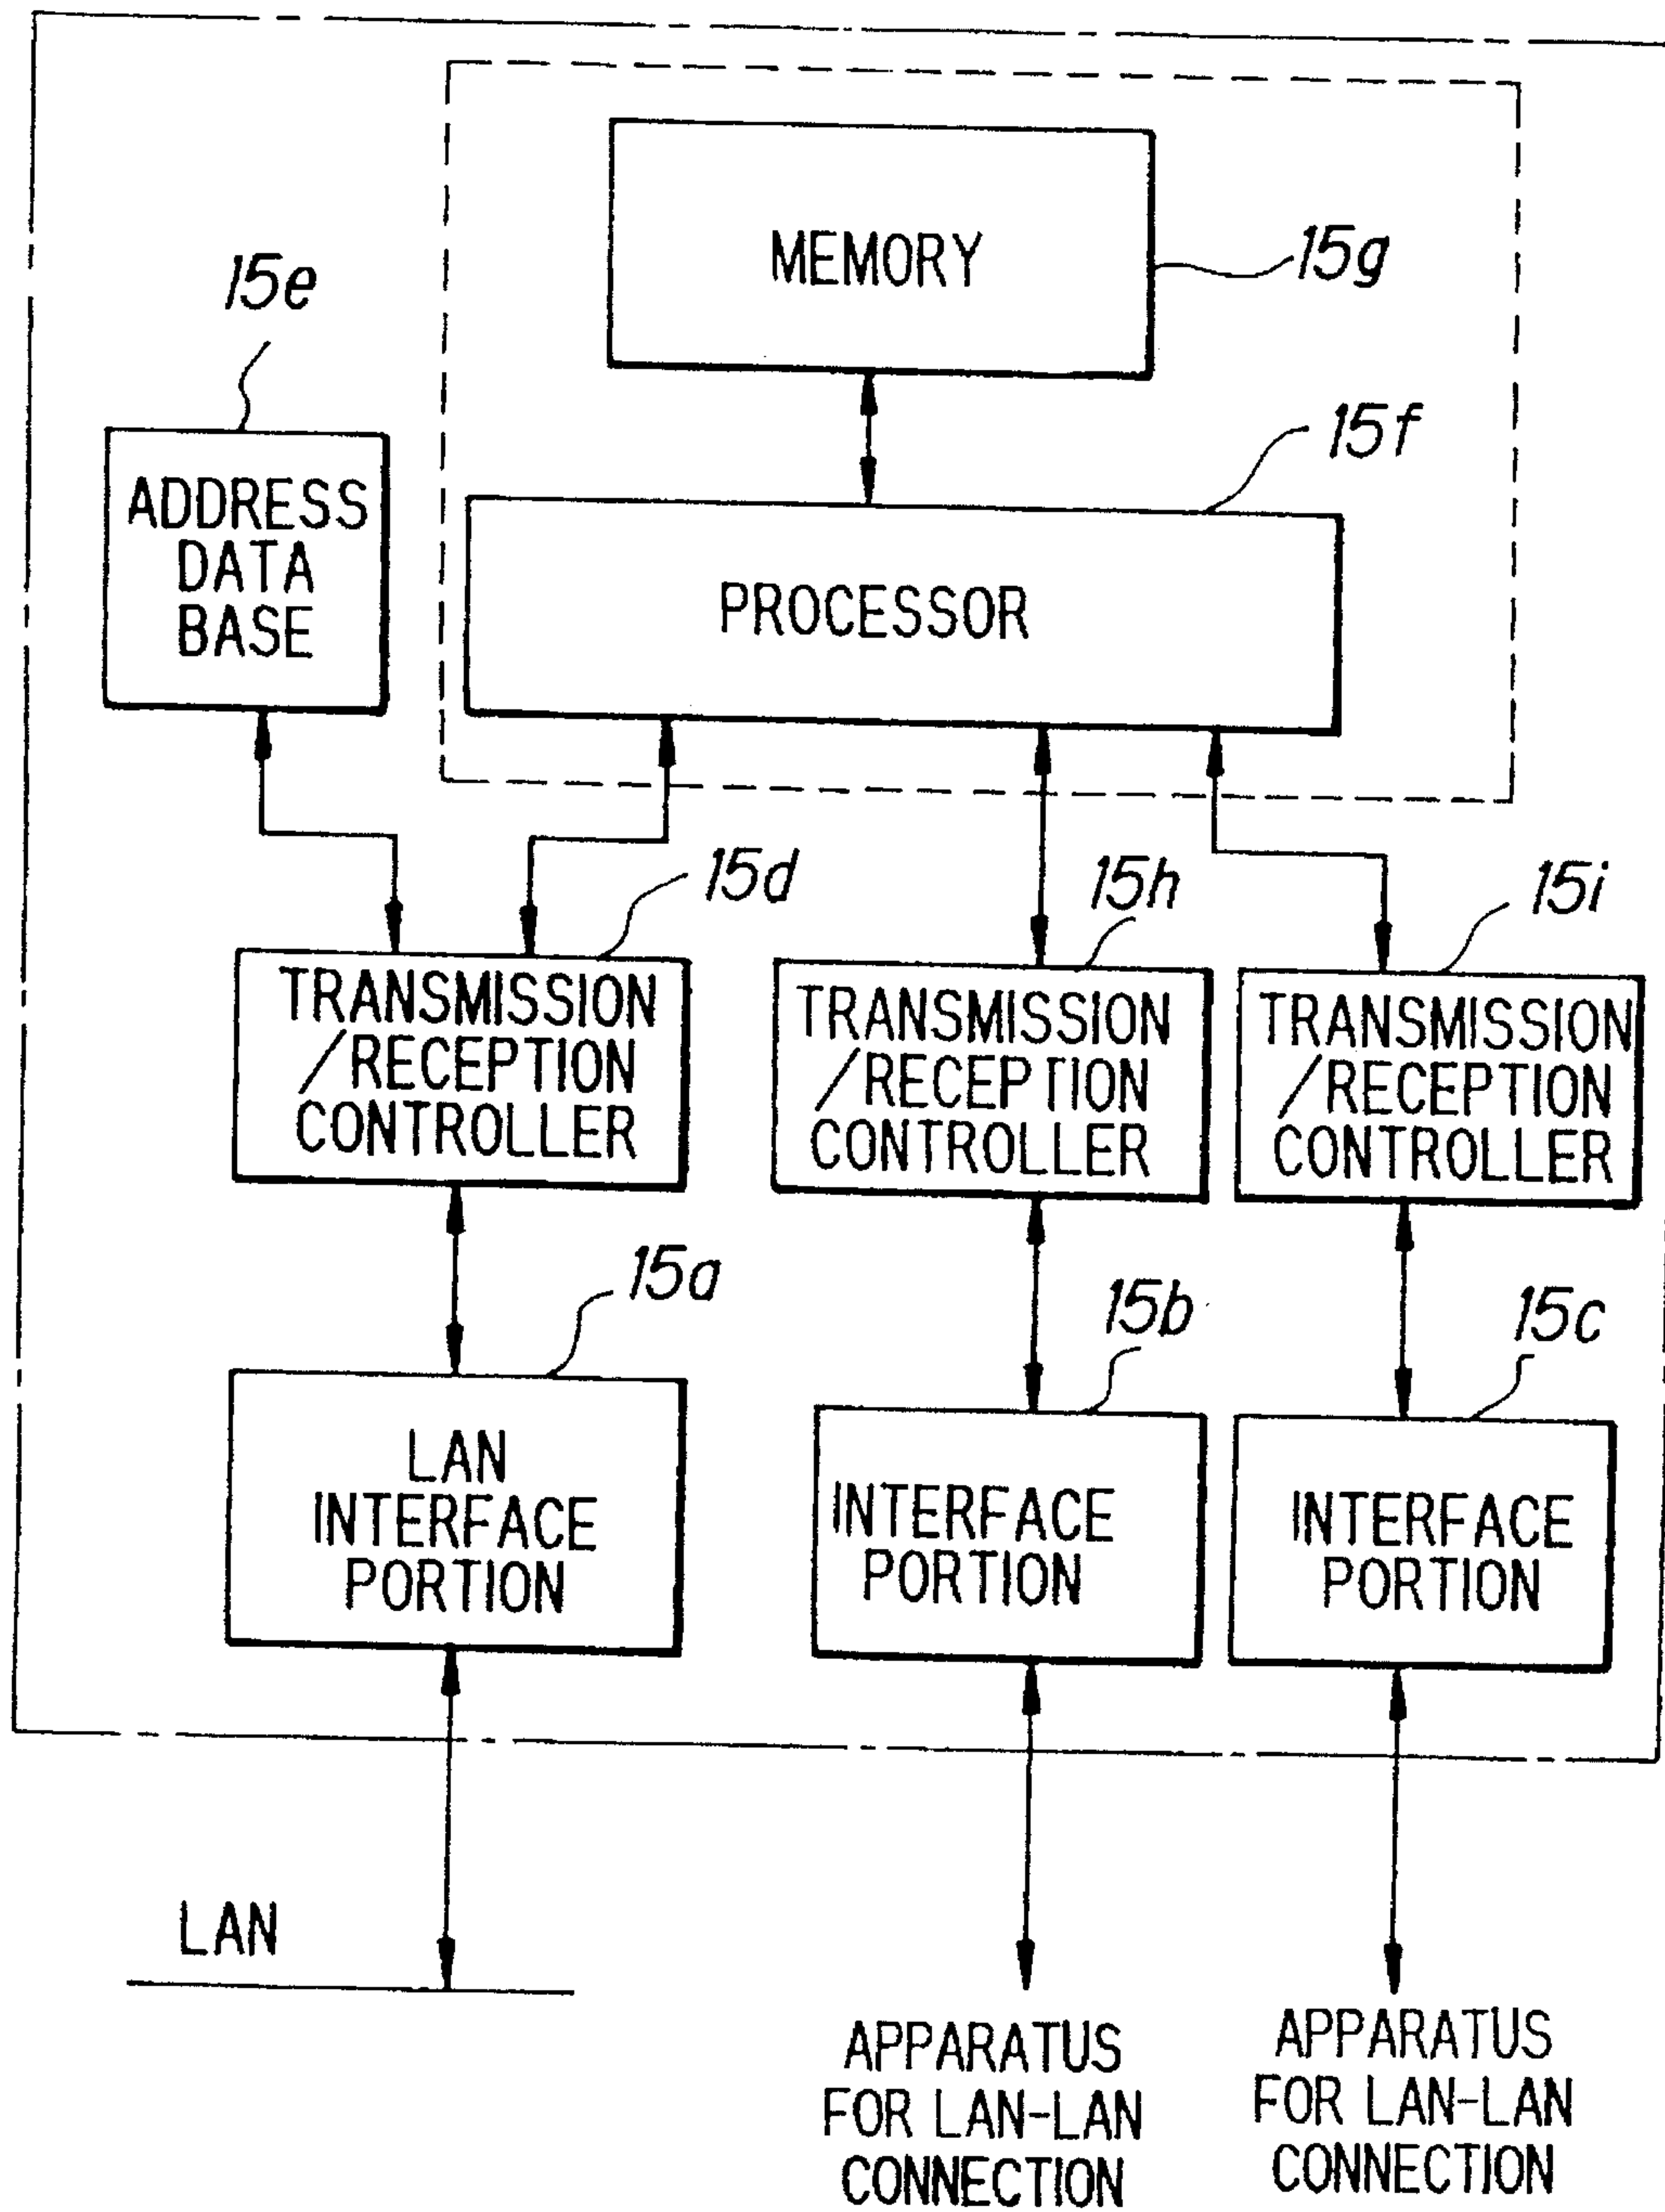 MEMORY
15g
15e
ADDRESS
DATA
BASE
15f
PROCESSOR
15d
15h
15i
TRANSMISSION
/RECEPTION
CONTROLLER
TRANSMISSION
/RECEPTION
CONTROLLER
TRANSMISSION
/RECEPTION
CONTROLLER
15a
15b
15c
LAN
INTERFACE
PORTION
INTERFACE
PORTION
INTERFACE
PORTION
LAN
APPARATUS
FOR LAN-LAN
CONNECTION
APPARATUS
FOR LAN-LAN
CONNECTION